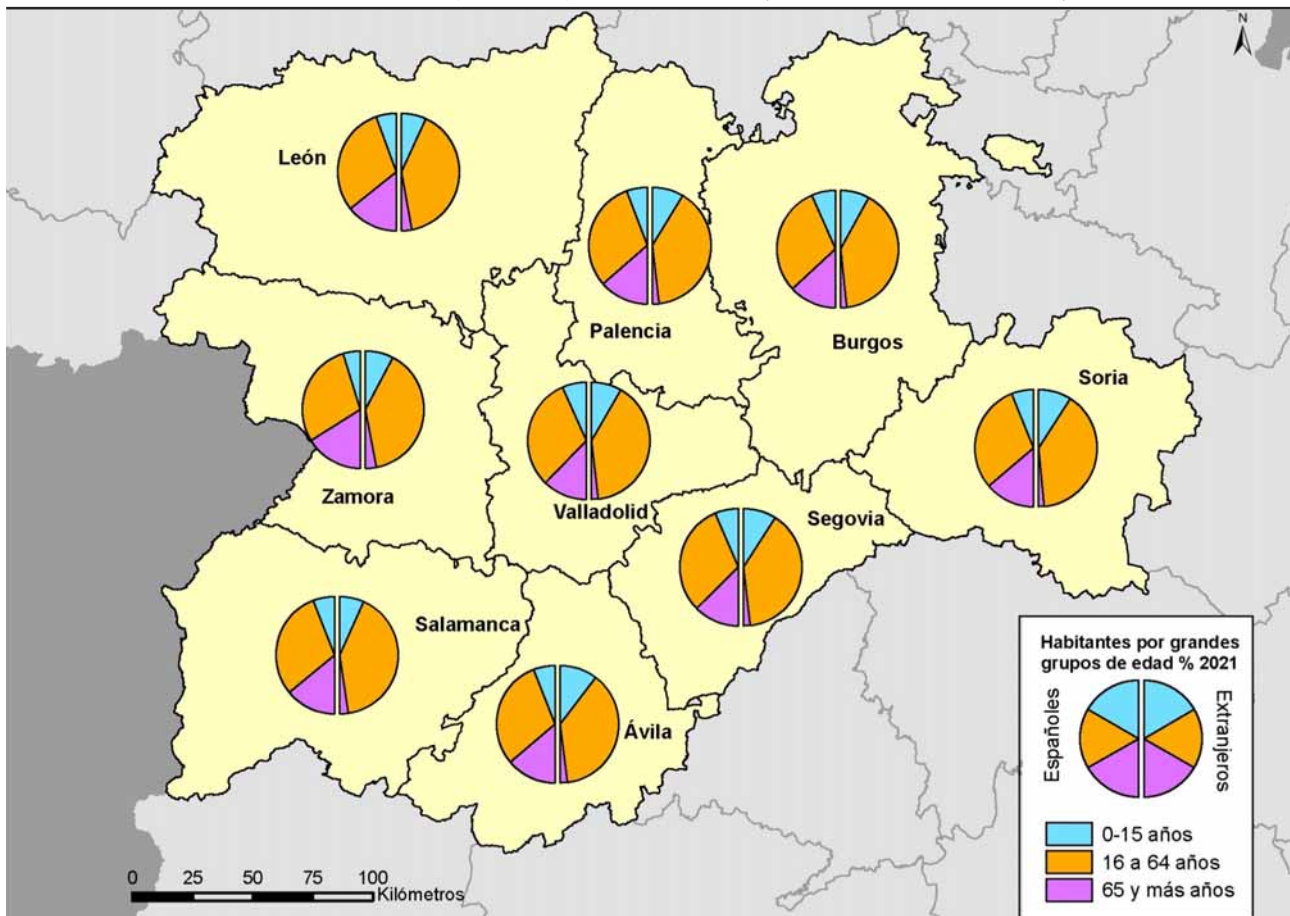 N
León
Palencia
Burgos
Soria
Zamora
Valladolid
Segovia
Salamanca
Ávila
Habitantes por grandes
grupos de edad % 2021
Españoles
Extranjeros
0-15 años
16 a 64 años
65 y más años
0 25 50 75 100
Kilómetros